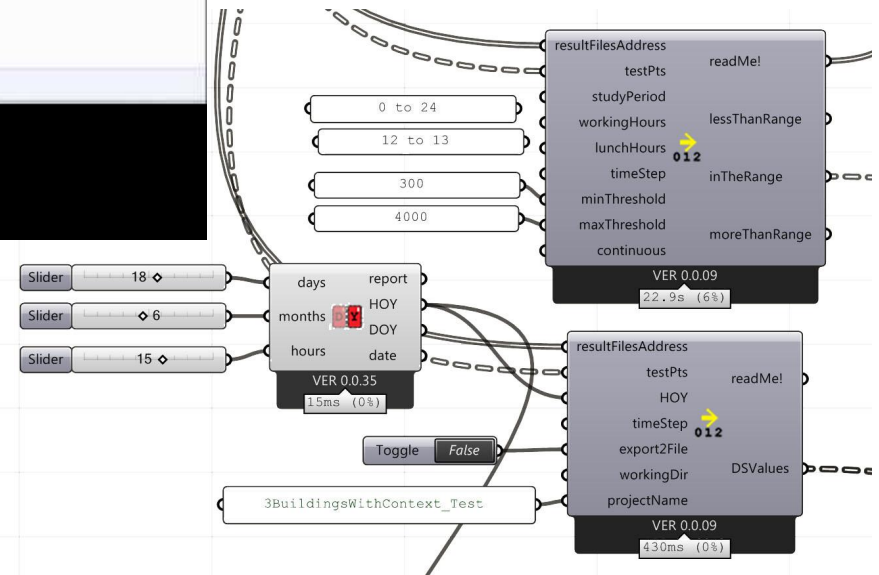 resultFilesAddress
testPts
studyPeriod
workingHours
lunchHours
timeStep
minThreshold
maxThreshold
continuous
012
readMe!
lessThanRange
inTheRange
moreThanRange
VER 0.0.09
22.9s (6%)
0 to 24
12 to 13
300
4000
Slider 18
Slider 6
Slider 15
days
months
hours
D Y
report
HOY
DOY
date
VER 0.0.35
15ms (0%)
resultFilesAddress
testPts
HOY
timeStep
export2File
workingDir
projectName
012
readMe!
DSValues
VER 0.0.09
430ms (0%)
Toggle False
3BuildingsWithContext_Test